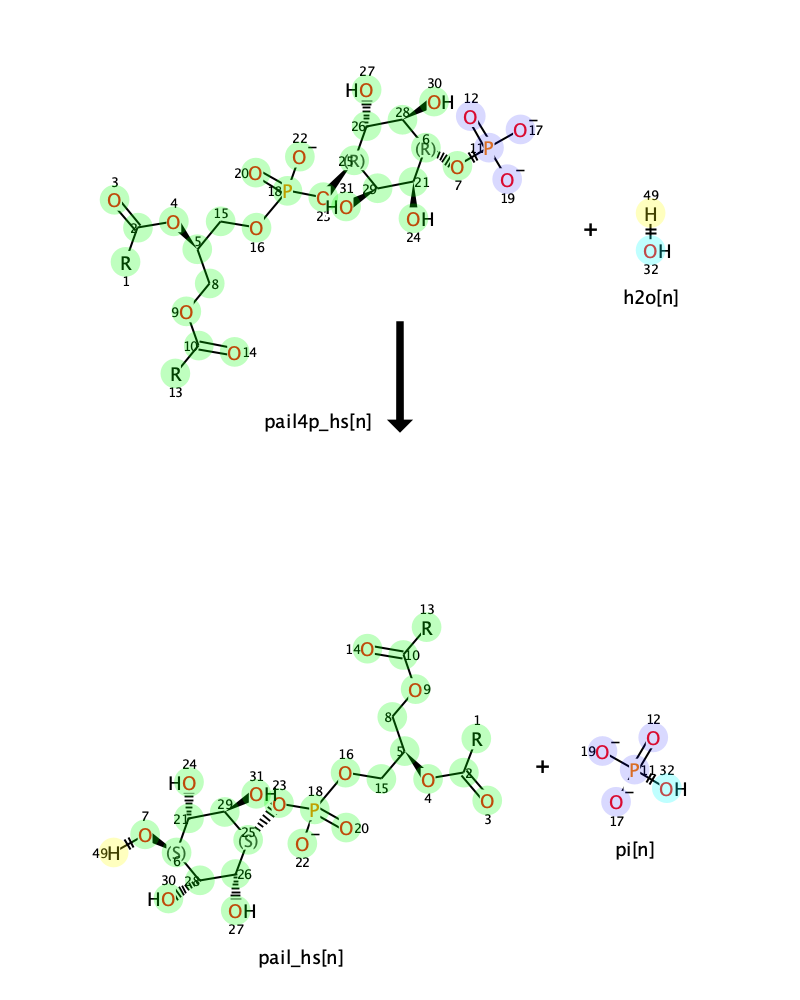 27
HO
30
12
28
OH
26
O
6
(R)
11
P
O
17
22
O
25
(R)
7
O
3
20
O
18
P
31
29
21
O
19
O
4
15
O
23
HO
49
H
2
O
5
O
16
OH
24
+
OH
32
R
1
8
h2o[n]
9
O
10
O
14
R
13
pail4p_hs[n]
13
R
14
O
10
O
9
8
1
R
12
O
16
5
19
O
24
HO
31
23
O
2
+
P
11
32
OH
7
29
OH
O
18
P
15
O
4
O
3
O
17
O
21
25
(S)
O
20
49
H
(S)
6
O
22
pi[n]
30
HO
28
26
OH
27
pail_hs[n]